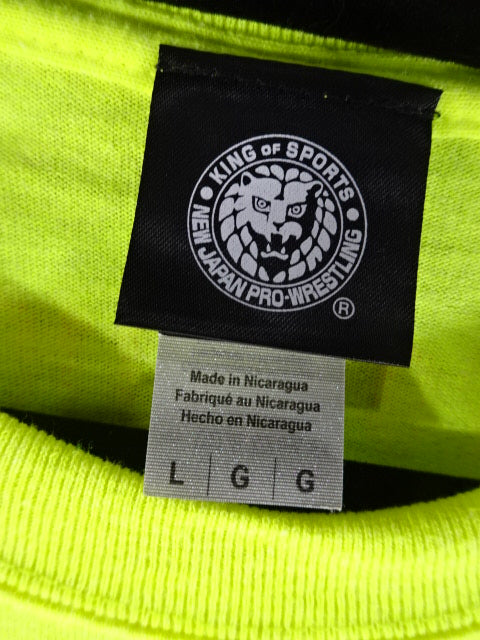 KING OF SPORTS
NEW JAPAN PRO-WRESTLING
®
Made in Nicaragua
Fabriqué au Nicaragua
Hecho en Nicaragua
L | G | G